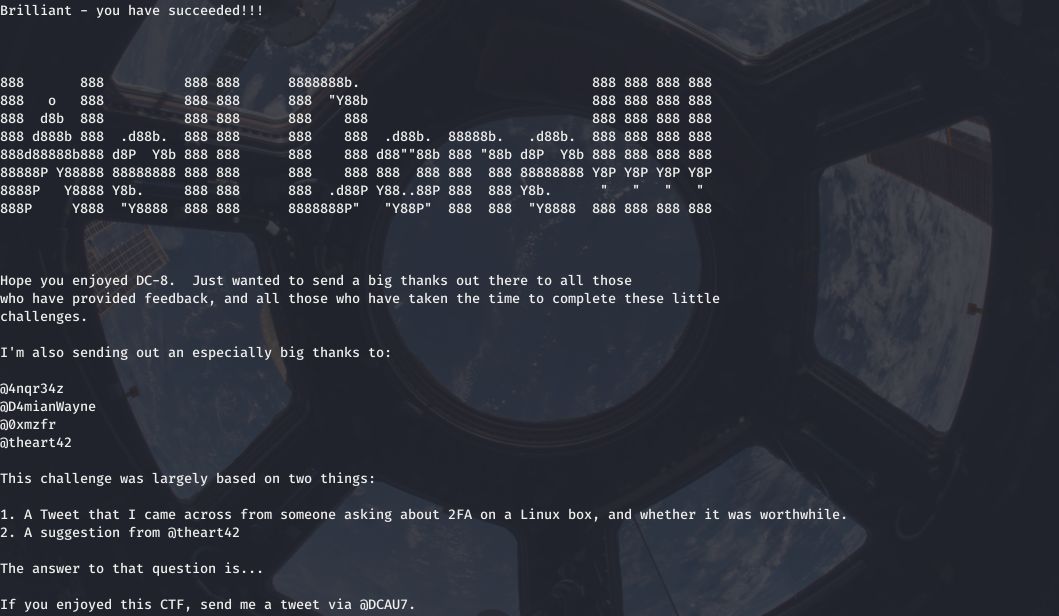 Brilliant - you have succeeded!!!
888       888         888 888      8888888b.                             888 888 888 888
888   o   888         888 888      888  "Y88b                            888 888 888 888
888  d8b  888         888 888      888    888                            888 888 888 888
888 d888b 888  .d88b. 888 888      888    888  .d88b.  88888b.   .d88b.  888 888 888 888
888d88888b888 d8P  Y8b 888 888      888    888 d88""88b 888 "88b d8P  Y8b 888 888 888 888
88888P Y88888 88888888 888 888      888    888 888  888 888  888 88888888 Y8P Y8P Y8P Y8P
8888P   Y8888 Y8b.     888 888      888  .d88P Y88..88P 888  888 Y8b.      "   "   "   "
888P     Y888  "Y8888  888 888      8888888P"   "Y88P"  888  888  "Y8888  888 888 888 888
Hope you enjoyed DC-8.  Just wanted to send a big thanks out there to all those
who have provided feedback, and all those who have taken the time to complete these little
challenges.
I'm also sending out an especially big thanks to:
@4nqr34z
@D4mianWayne
@0xmzfr
@theart42
This challenge was largely based on two things:
1. A Tweet that I came across from someone asking about 2FA on a Linux box, and whether it was worthwhile.
2. A suggestion from @theart42
The answer to that question is...
If you enjoyed this CTF, send me a tweet via @DCAU7.